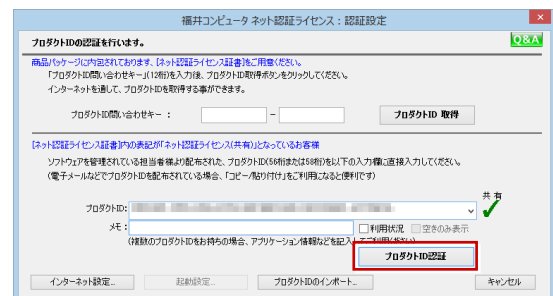 福井コンピュータ ネット認証ライセンス：認証設定
プロダクトIDの認証を行います。
Q&A
商品パッケージに内包されております、[ネット認証ライセンス証書]をご用意ください。
「プロダクトID問い合わせキー」(12桁)を入力後、プロダクトID取得ボタンをクリックしてください。
インターネットを通して、プロダクトIDを取得する事ができます。
プロダクトID問い合わせキー：
－
プロダクトID 取得
[ネット認証ライセンス証書]内の表記が「ネット認証ライセンス(共有)」となっているお客様
ソフトウェアを管理されている担当者様より配布された、プロダクトID(56桁または58桁)を以下の入力欄に直接入力してください。
(電子メールなどでプロダクトIDを配布されている場合、「コピー/貼り付け」をご利用になると便利です)
共有
プロダクトID:
メモ：
利用状況
空きのみ表示
(複数のプロダクトIDをお持ちの場合、アプリケーション情報などを記入してご利用ください)
プロダクトID認証
インターネット設定...
起動設定...
プロダクトIDのインポート...
キャンセル